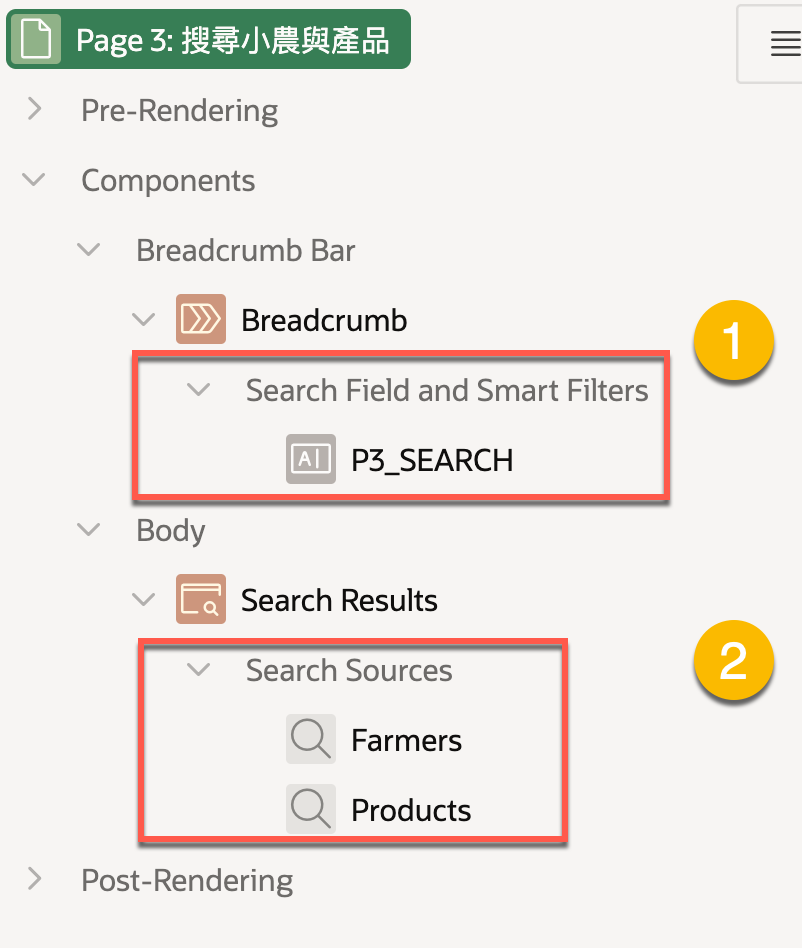 Page 3: 搜尋小農與產品
Pre-Rendering
Components
Breadcrumb Bar
Breadcrumb
1
Search Field and Smart Filters
A
P3_SEARCH
Body
Search Results
2
Search Sources
Farmers
Products
Post-Rendering